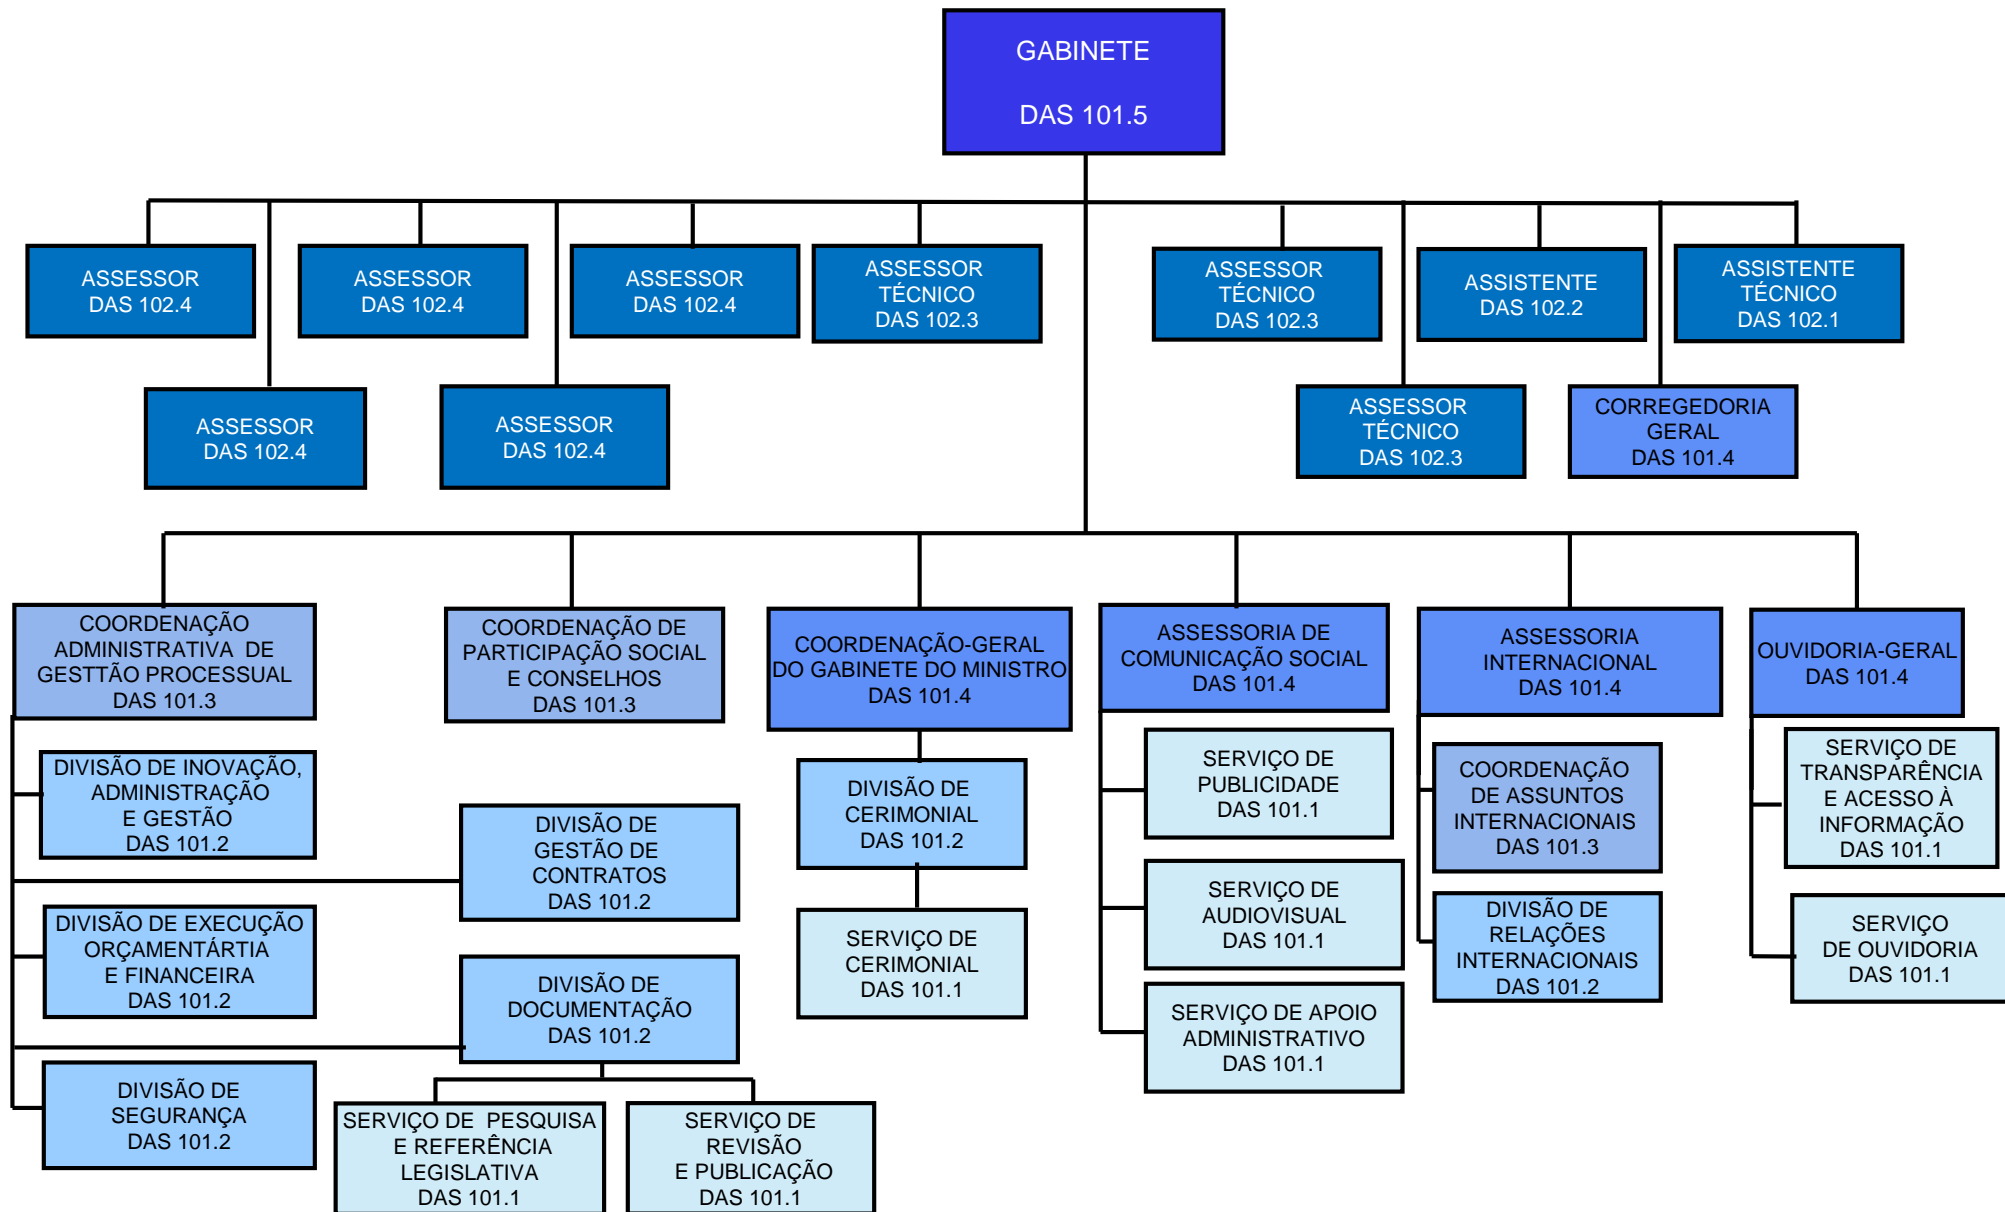 GABINETE
DAS 101.5
ASSESSOR
DAS 102.4
ASSESSOR
DAS 102.4
ASSESSOR
DAS 102.4
ASSESSOR
TÉCNICO
DAS 102.3
ASSESSOR
TÉCNICO
DAS 102.3
ASSISTENTE
DAS 102.2
ASSISTENTE
TÉCNICO
DAS 102.1
ASSESSOR
DAS 102.4
ASSESSOR
DAS 102.4
ASSESSOR
TÉCNICO
DAS 102.3
CORREGEDORIA
GERAL
DAS 101.4
COORDENAÇÃO
ADMINISTRATIVA DE
GESTTÃO PROCESSUAL
DAS 101.3
COORDENAÇÃO DE
PARTICIPAÇÃO SOCIAL
E CONSELHOS
DAS 101.3
COORDENAÇÃO-GERAL
DO GABINETE DO MINISTRO
DAS 101.4
ASSESSORIA DE
COMUNICAÇÃO SOCIAL
DAS 101.4
ASSESSORIA
INTERNACIONAL
DAS 101.4
OUVIDORIA-GERAL
DAS 101.4
DIVISÃO DE INOVAÇÃO,
ADMINISTRAÇÃO
E GESTÃO
DAS 101.2
DIVISÃO DE
GESTÃO DE
CONTRATOS
DAS 101.2
DIVISÃO DE EXECUÇÃO
ORÇAMENTÁRTIA
E FINANCEIRA
DAS 101.2
DIVISÃO DE
DOCUMENTAÇÃO
DAS 101.2
DIVISÃO DE
SEGURANÇA
DAS 101.2
SERVIÇO DE PESQUISA
E REFERÊNCIA
LEGISLATIVA
DAS 101.1
SERVIÇO DE
REVISÃO
E PUBLICAÇÃO
DAS 101.1
DIVISÃO DE
CERIMONIAL
DAS 101.2
SERVIÇO DE
CERIMONIAL
DAS 101.1
SERVIÇO DE
PUBLICIDADE
DAS 101.1
SERVIÇO DE
AUDIOVISUAL
DAS 101.1
SERVIÇO DE APOIO
ADMINISTRATIVO
DAS 101.1
COORDENAÇÃO
DE ASSUNTOS
INTERNACIONAIS
DAS 101.3
DIVISÃO DE
RELAÇÕES
INTERNACIONAIS
DAS 101.2
SERVIÇO DE
TRANSPARÊNCIA
E ACESSO À
INFORMAÇÃO
DAS 101.1
SERVIÇO
DE OUVIDORIA
DAS 101.1